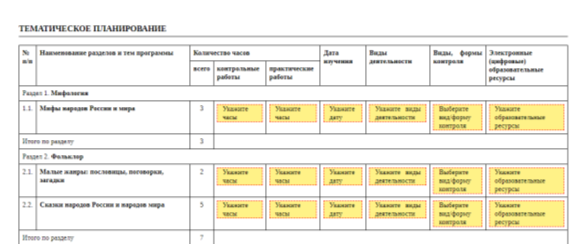 ТЕМАТИЧЕСКОЕ ПЛАНИРОВАНИЕ
№ п/п Наименование разделов и тем программы Количество часов Дата изучения Виды деятельности Виды, формы контроля Электронные (цифровые) образовательные ресурсы
всего контрольные работы практические работы
Раздел 1. Мифология
1.1. Мифы народов России и мира 3 Укажите часы Укажите часы Укажите дату Укажите виды деятельности Выберите вид/форму контроля Укажите образовательные ресурсы
Итого по разделу 3
Раздел 2. Фольклор
2.1. Малые жанры: пословицы, поговорки, загадки 2 Укажите часы Укажите часы Укажите дату Укажите виды деятельности Выберите вид/форму контроля Укажите образовательные ресурсы
2.2. Сказки народов России и народов мира 5 Укажите часы Укажите часы Укажите дату Укажите виды деятельности Выберите вид/форму контроля Укажите образовательные ресурсы
Итого по разделу 7